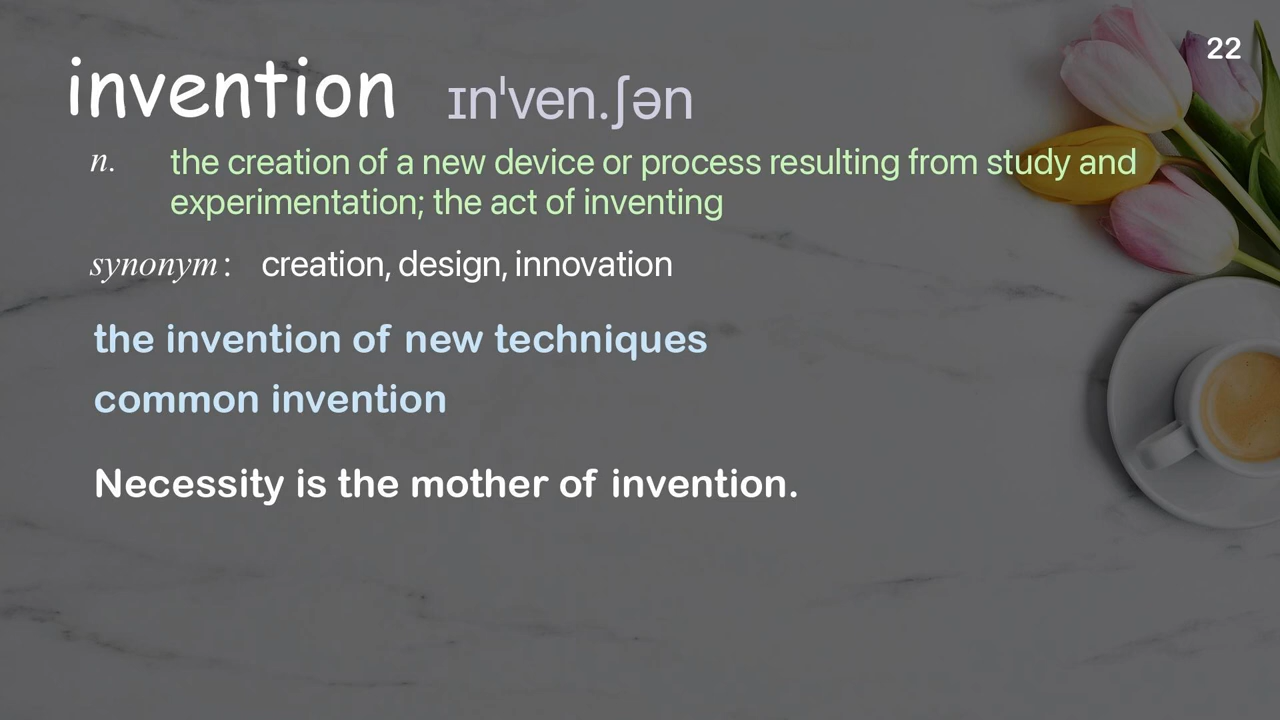 22
invention ɪnˈven.ʃən
n. the creation of a new device or process resulting from study and
experimentation; the act of inventing
synonym : creation, design, innovation
the invention of new techniques
common invention
Necessity is the mother of invention.